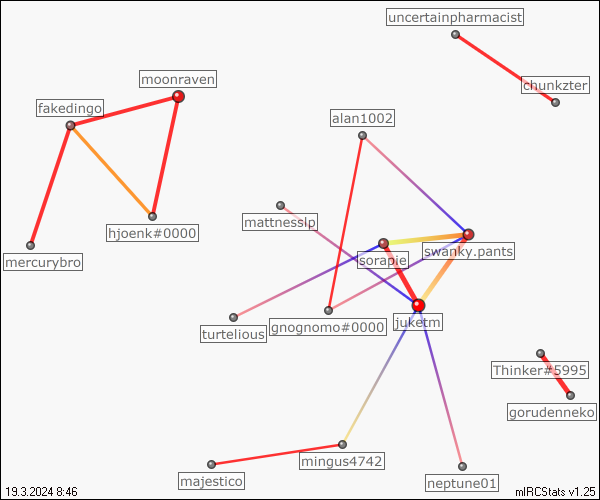 uncertainpharmacist
moonraven
chunkzter
fakedingo
alan1002
mattnesslp
hjoenk#0000
swanky.pants
sorapie
mercurybro
juketm
gnognomo#0000
turtelious
Thinker#5995
gorudenneko
mingus4742
majestico
neptune01
19.3.2024 8:46
mIRCStats v1.25